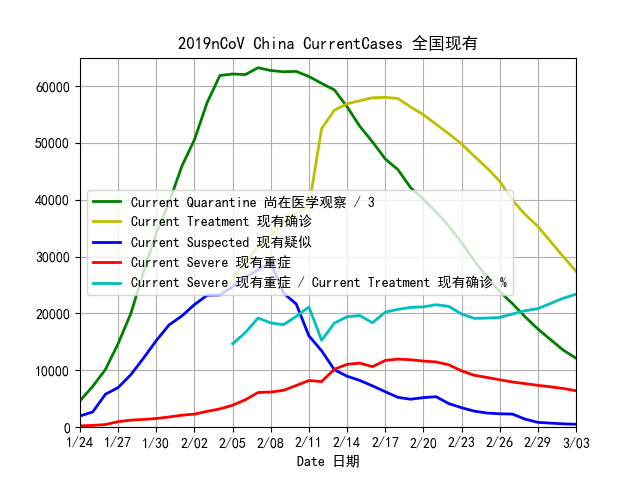 2019nCoV China CurrentCases 全国现有
60000
50000
40000
30000
20000
10000
0
Current Quarantine 尚在医学观察 / 3
Current Treatment 现有确诊
Current Suspected 现有疑似
Current Severe 现有重症
Current Severe 现有重症 / Current Treatment 现有确诊 %
1/24 1/27 1/30 2/02 2/05 2/08 2/11 2/14 2/17 2/20 2/23 2/26 2/29 3/03
Date 日期